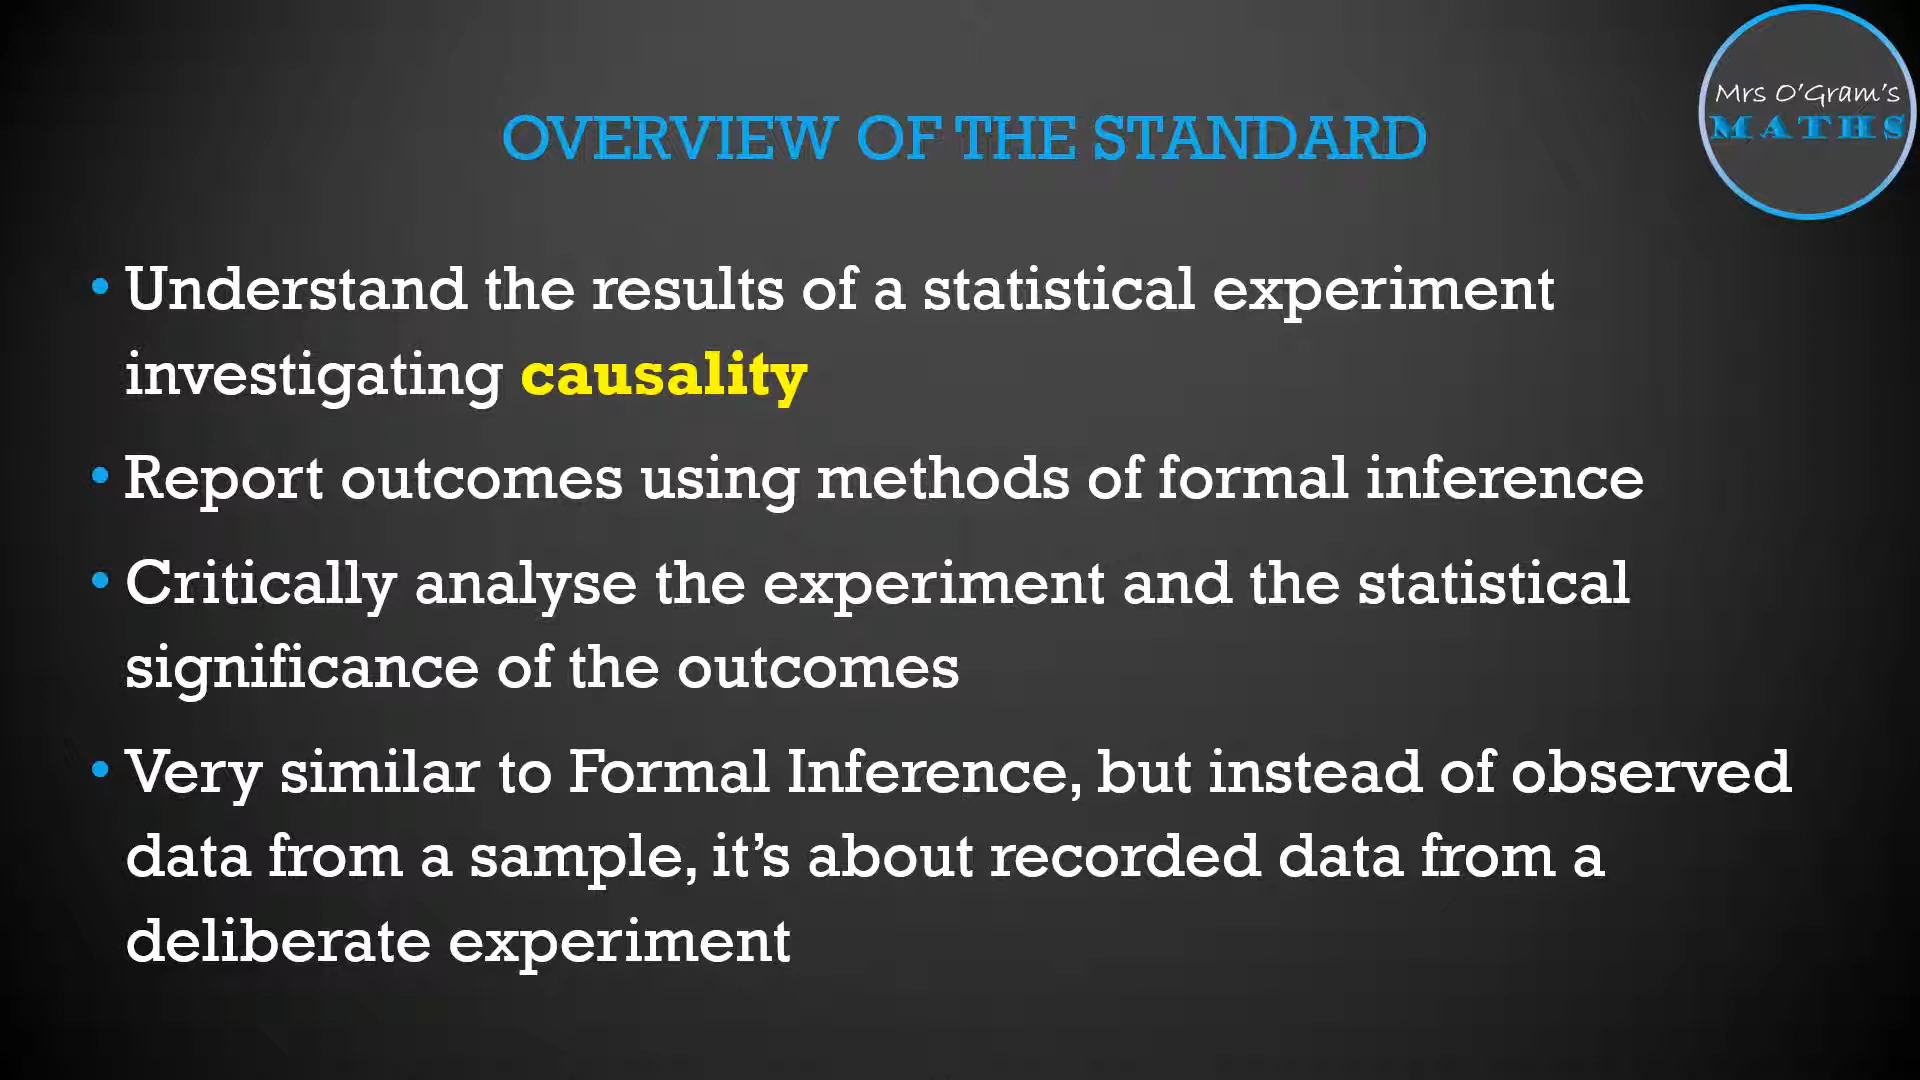 Mrs O'Gram's
MATHS
OVERVIEW OF THE STANDARD
• Understand the results of a statistical experiment
investigating causality
• Report outcomes using methods of formal inference
• Critically analyse the experiment and the statistical
significance of the outcomes
• Very similar to Formal Inference, but instead of observed
data from a sample, it’s about recorded data from a
deliberate experiment